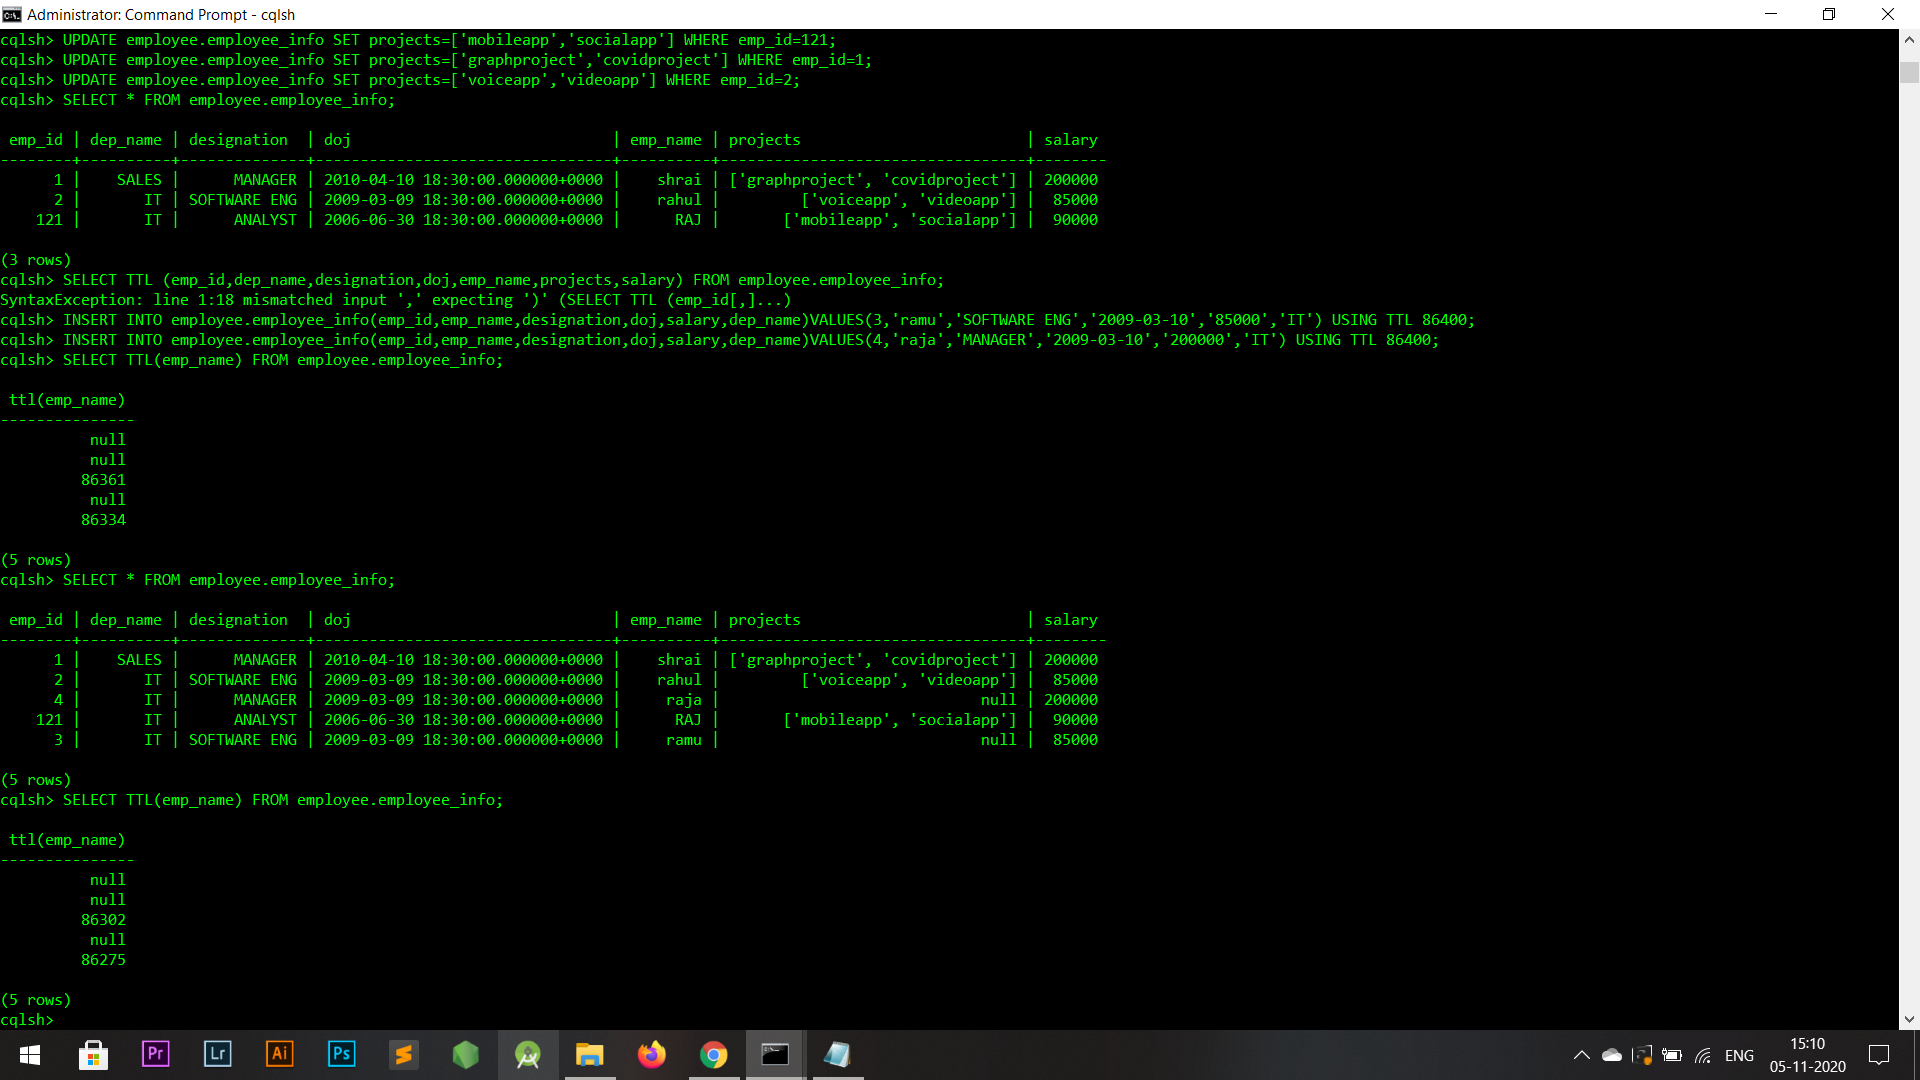 Administrator: Command Prompt - cqlsh
cqlsh> UPDATE employee.employee_info SET projects=['mobileapp','socialapp'] WHERE emp_id=121;
cqlsh> UPDATE employee.employee_info SET projects=['graphproject','covidproject'] WHERE emp_id=1;
cqlsh> UPDATE employee.employee_info SET projects=['voiceapp','videoapp'] WHERE emp_id=2;
cqlsh> SELECT * FROM employee.employee_info;
 emp_id | dep_name | designation  | doj                             | emp_name | projects                         | salary
--------+----------+--------------+---------------------------------+----------+----------------------------------+--------
      1 |    SALES |      MANAGER | 2010-04-10 18:30:00.000000+0000 |    shrai | ['graphproject', 'covidproject'] | 200000
      2 |       IT | SOFTWARE ENG | 2009-03-09 18:30:00.000000+0000 |    rahul |         ['voiceapp', 'videoapp'] |  85000
    121 |       IT |      ANALYST | 2006-06-30 18:30:00.000000+0000 |      RAJ |       ['mobileapp', 'socialapp'] |  90000
(3 rows)
cqlsh> SELECT TTL (emp_id,dep_name,designation,doj,emp_name,projects,salary) FROM employee.employee_info;
SyntaxException: line 1:18 mismatched input ',' expecting ')' (SELECT TTL (emp_id[,]...)
cqlsh> INSERT INTO employee.employee_info(emp_id,emp_name,designation,doj,salary,dep_name)VALUES(3,'ramu','SOFTWARE ENG','2009-03-10','85000','IT') USING TTL 86400;
cqlsh> INSERT INTO employee.employee_info(emp_id,emp_name,designation,doj,salary,dep_name)VALUES(4,'raja','MANAGER','2009-03-10','200000','IT') USING TTL 86400;
cqlsh> SELECT TTL(emp_name) FROM employee.employee_info;
 ttl(emp_name)
---------------
          null
          null
         86361
          null
         86334
(5 rows)
cqlsh> SELECT * FROM employee.employee_info;
 emp_id | dep_name | designation  | doj                             | emp_name | projects                         | salary
--------+----------+--------------+---------------------------------+----------+----------------------------------+--------
      1 |    SALES |      MANAGER | 2010-04-10 18:30:00.000000+0000 |    shrai | ['graphproject', 'covidproject'] | 200000
      2 |       IT | SOFTWARE ENG | 2009-03-09 18:30:00.000000+0000 |    rahul |         ['voiceapp', 'videoapp'] |  85000
      4 |       IT |      MANAGER | 2009-03-09 18:30:00.000000+0000 |     raja |                             null | 200000
    121 |       IT |      ANALYST | 2006-06-30 18:30:00.000000+0000 |      RAJ |       ['mobileapp', 'socialapp'] |  90000
      3 |       IT | SOFTWARE ENG | 2009-03-09 18:30:00.000000+0000 |     ramu |                             null |  85000
(5 rows)
cqlsh> SELECT TTL(emp_name) FROM employee.employee_info;
 ttl(emp_name)
---------------
          null
          null
         86302
          null
         86275
(5 rows)
cqlsh>
Pr Lr Ai Ps ENG 15:10
05-11-2020